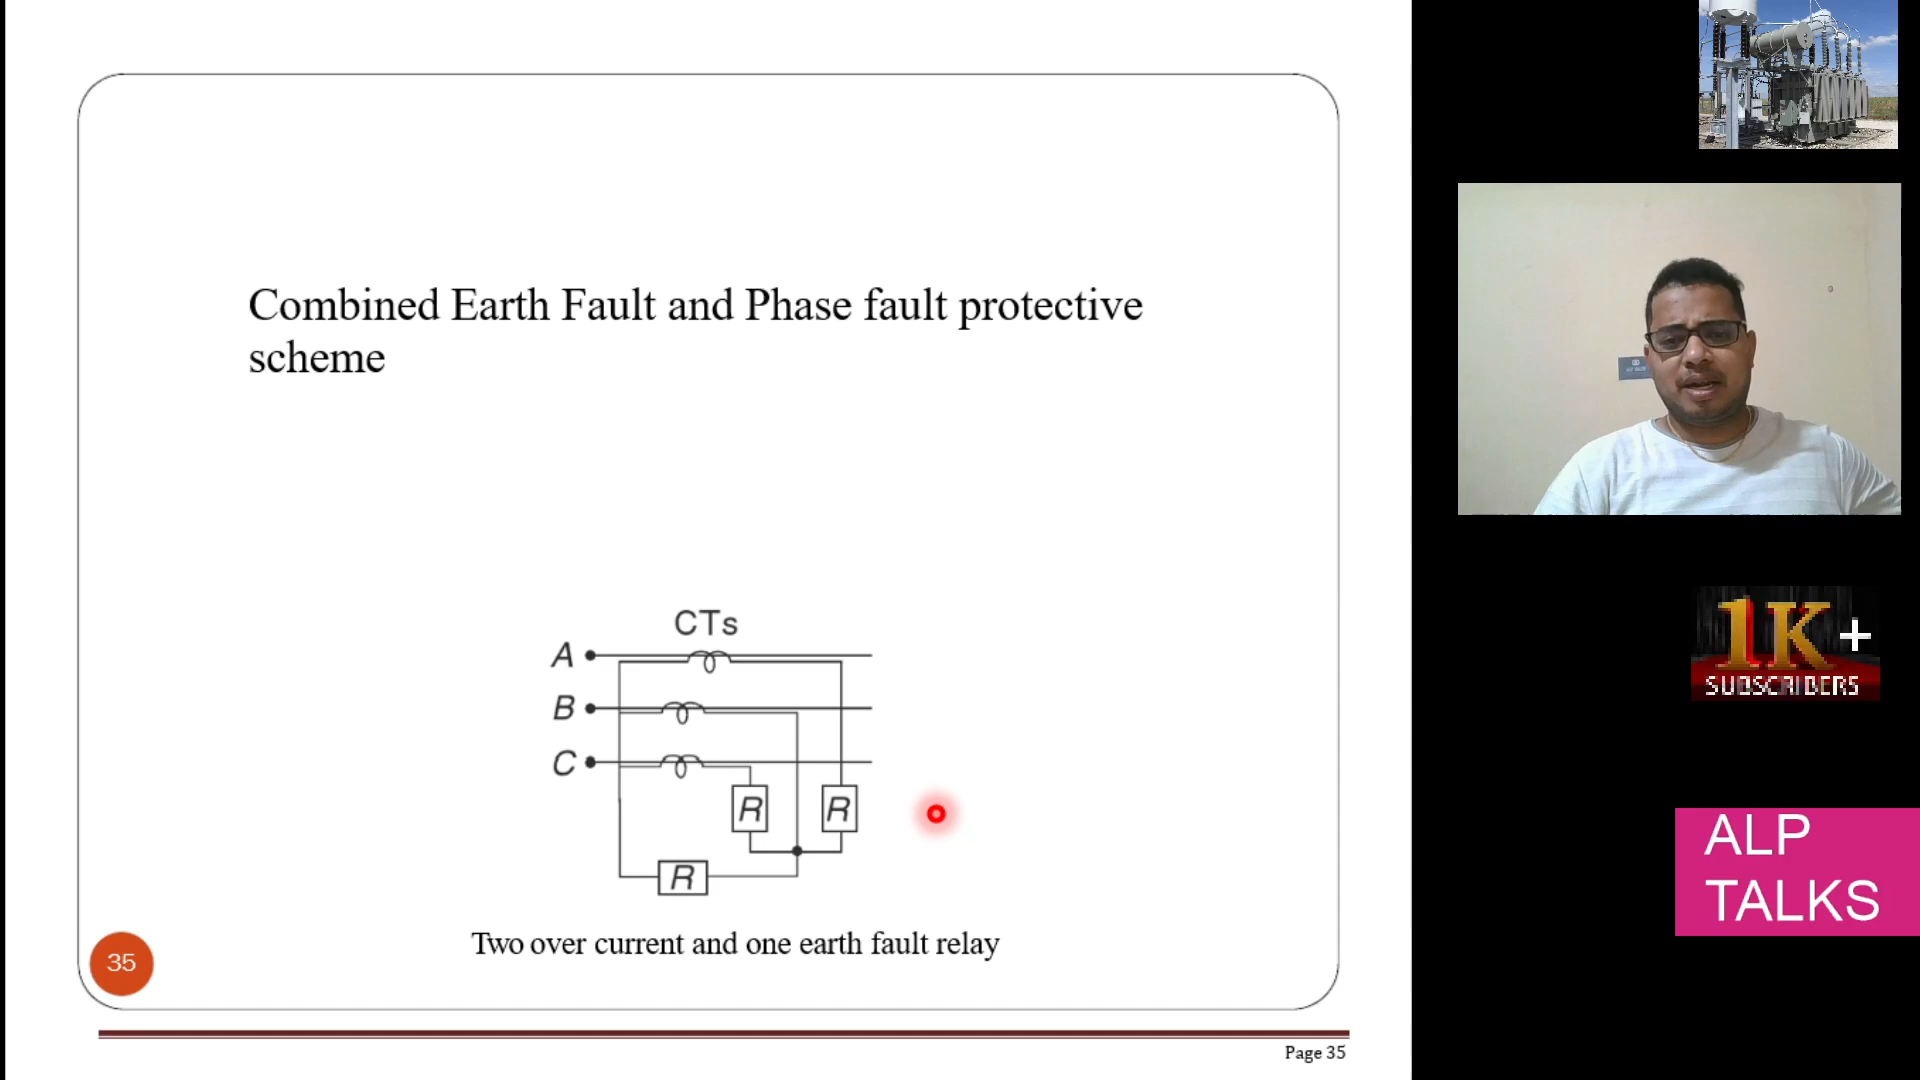 Combined Earth Fault and Phase fault protective
scheme
CTs
A
B
C
R
R
R
Two over current and one earth fault relay
35
Page 35
1K+
SUBSCRIBERS
ALP
TALKS